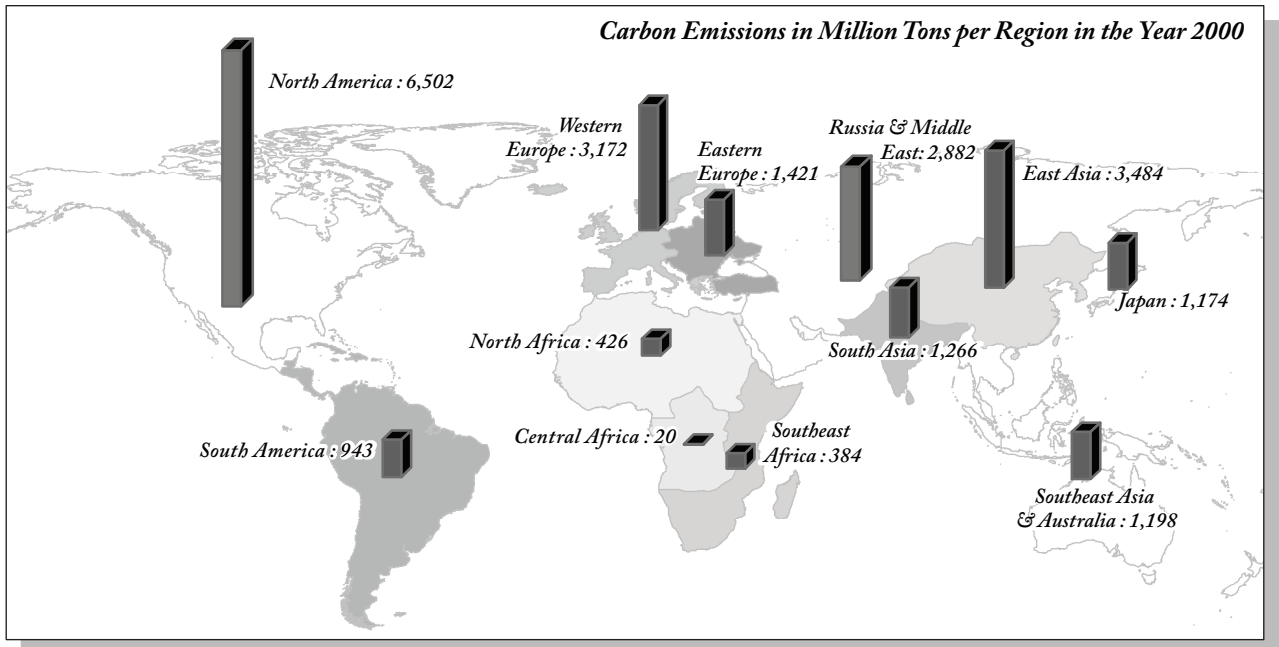 Carbon Emissions in Million Tons per Region in the Year 2000
North America : 6,502
Western
Europe : 3,172
Eastern
Europe : 1,421
Russia & Middle
East: 2,882
East Asia : 3,484
Japan : 1,174
South Asia : 1,266
North Africa : 426
Central Africa : 20
Southeast
Africa : 384
South America : 943
Southeast Asia
& Australia : 1,198